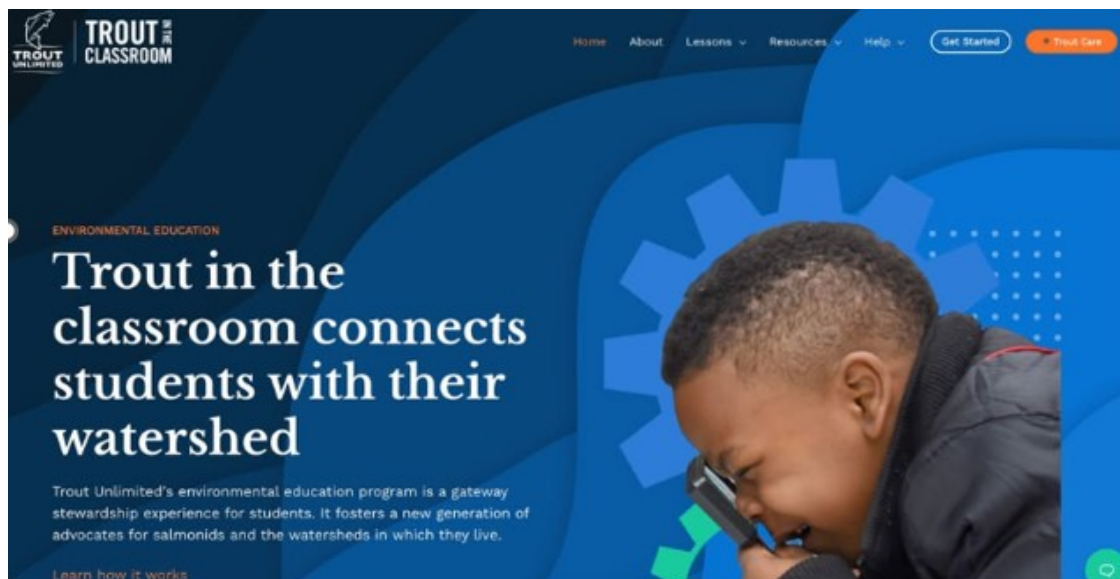 TROUT
UNLIMITED
TROUT IN THE
CLASSROOM
Home About Lessons Resources Help Get Started Trout Care
ENVIRONMENTAL EDUCATION
Trout in the
classroom connects
students with their
watershed
Trout Unlimited's environmental education program is a gateway
stewardship experience for students. It fosters a new generation of
advocates for salmonids and the watersheds in which they live.
Learn how it works